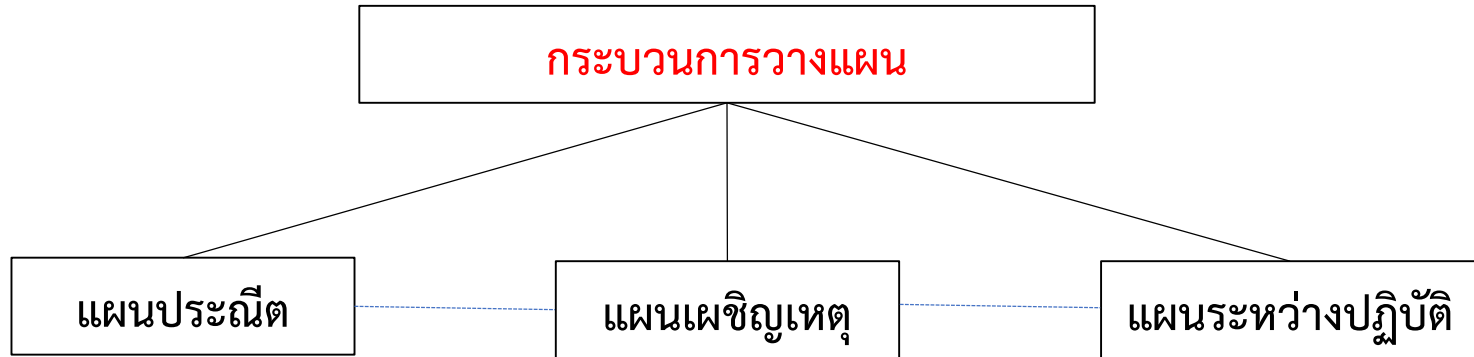 กระบวนการวางแผน
แผนประณีต
แผนเผชิญเหตุ
แผนระหว่างปฏิบัติ